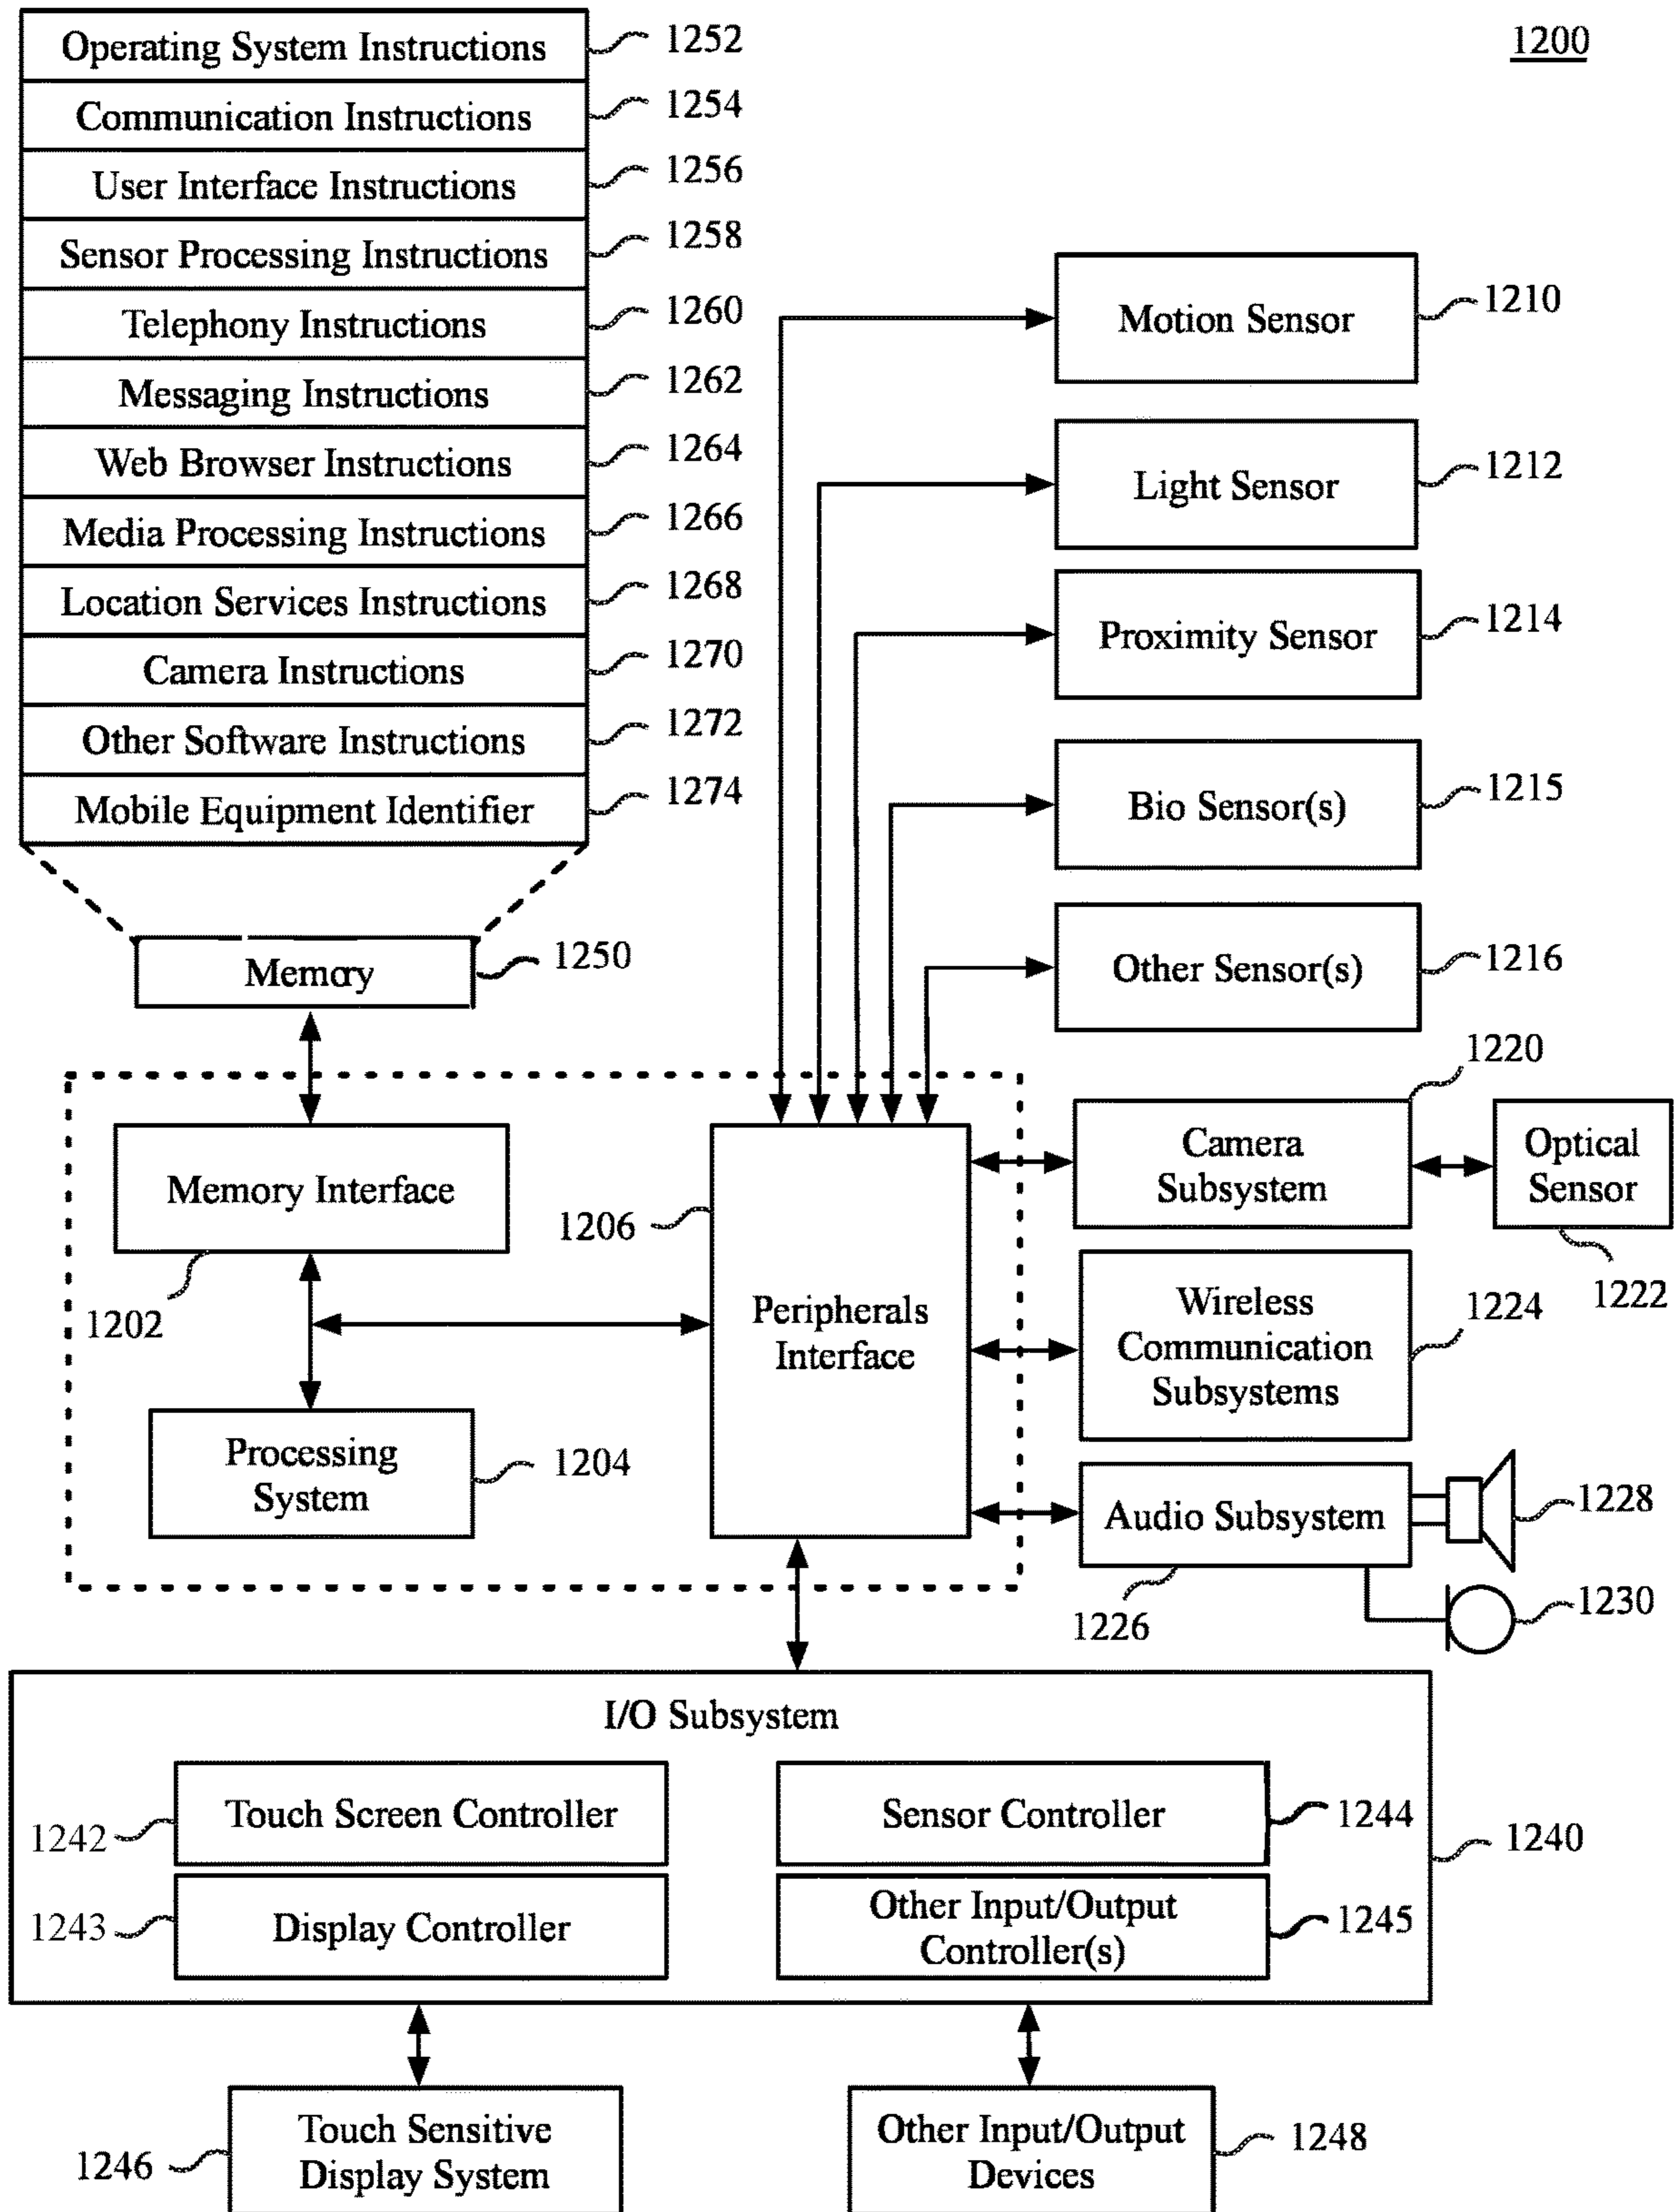 1200
Operating System Instructions
1252
Communication Instructions
1254
User Interface Instructions
1256
Sensor Processing Instructions
1258
Telephony Instructions
1260
Messaging Instructions
1262
Web Browser Instructions
1264
Media Processing Instructions
1266
Location Services Instructions
1268
Camera Instructions
1270
Other Software Instructions
1272
Mobile Equipment Identifier
1274
Memory
1250
Motion Sensor
1210
Light Sensor
1212
Proximity Sensor
1214
Bio Sensor(s)
1215
Other Sensor(s)
1216
Memory Interface
1202
Processing
System
1204
1206
Peripherals
Interface
1220
Camera
Subsystem
Optical
Sensor
1222
Wireless
Communication
Subsystems
1224
Audio Subsystem
1226
1228
1230
I/O Subsystem
1240
Touch Screen Controller
1242
Sensor Controller
1244
Display Controller
1243
Other Input/Output
Controller(s)
1245
Touch Sensitive
Display System
1246
Other Input/Output
Devices
1248